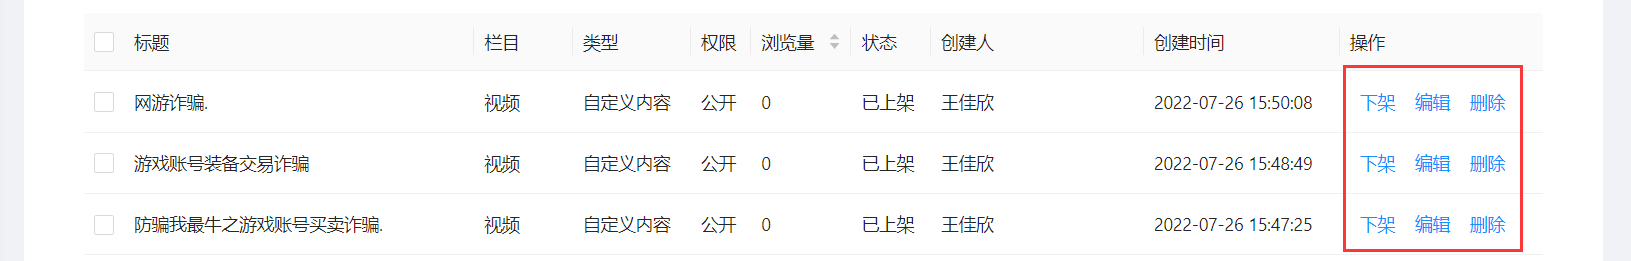 标题 栏目 类型 权限 浏览量 状态 创建人 创建时间 操作
网游诈骗. 视频 自定义内容 公开 0 已上架 王佳欣 2022-07-26 15:50:08 下架 编辑 删除
游戏账号装备交易诈骗 视频 自定义内容 公开 0 已上架 王佳欣 2022-07-26 15:48:49 下架 编辑 删除
防骗我最牛之游戏账号买卖诈骗. 视频 自定义内容 公开 0 已上架 王佳欣 2022-07-26 15:47:25 下架 编辑 删除